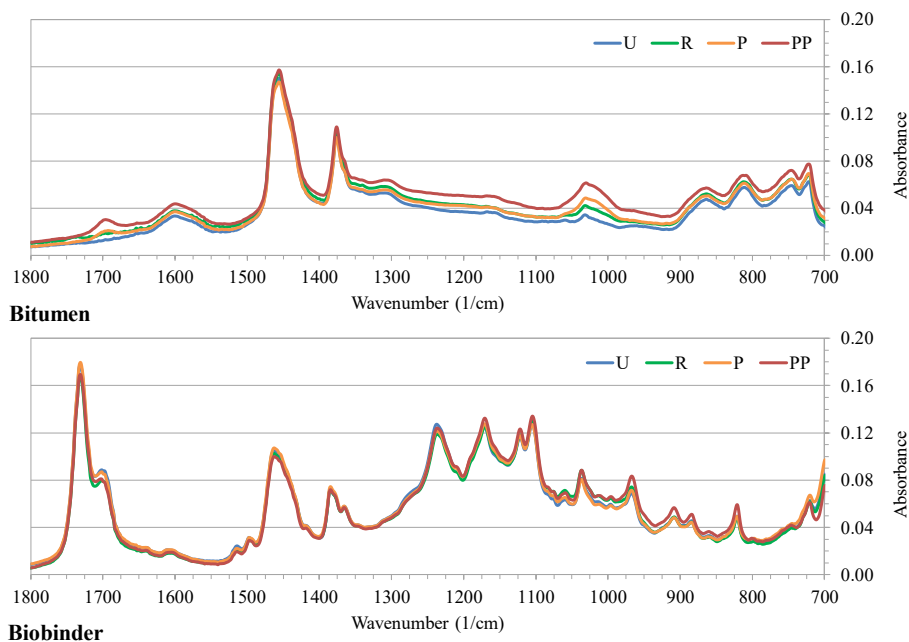 0.20
U R P PP
0.16
0.12
0.08
0.04
0.00
Absorbance
1800 1700 1600 1500 1400 1300 1200 1100 1000 900 800 700
Wavenumber (1/cm)
Bitumen
0.20
U R P PP
0.16
0.12
0.08
0.04
0.00
Absorbance
1800 1700 1600 1500 1400 1300 1200 1100 1000 900 800 700
Wavenumber (1/cm)
Biobinder